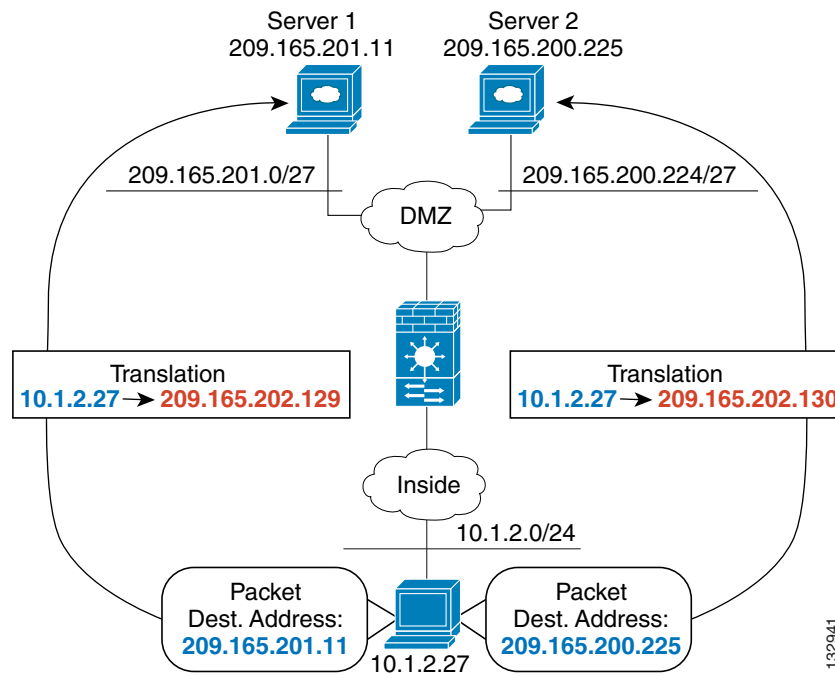 Server 1
209.165.201.11
Server 2
209.165.200.225
209.165.201.0/27
209.165.200.224/27
DMZ
Translation
10.1.2.27 209.165.202.129
Translation
10.1.2.27 209.165.202.130
Inside
10.1.2.0/24
Packet
Dest. Address:
209.165.201.11
Packet
Dest. Address:
209.165.200.225
10.1.2.27
132941